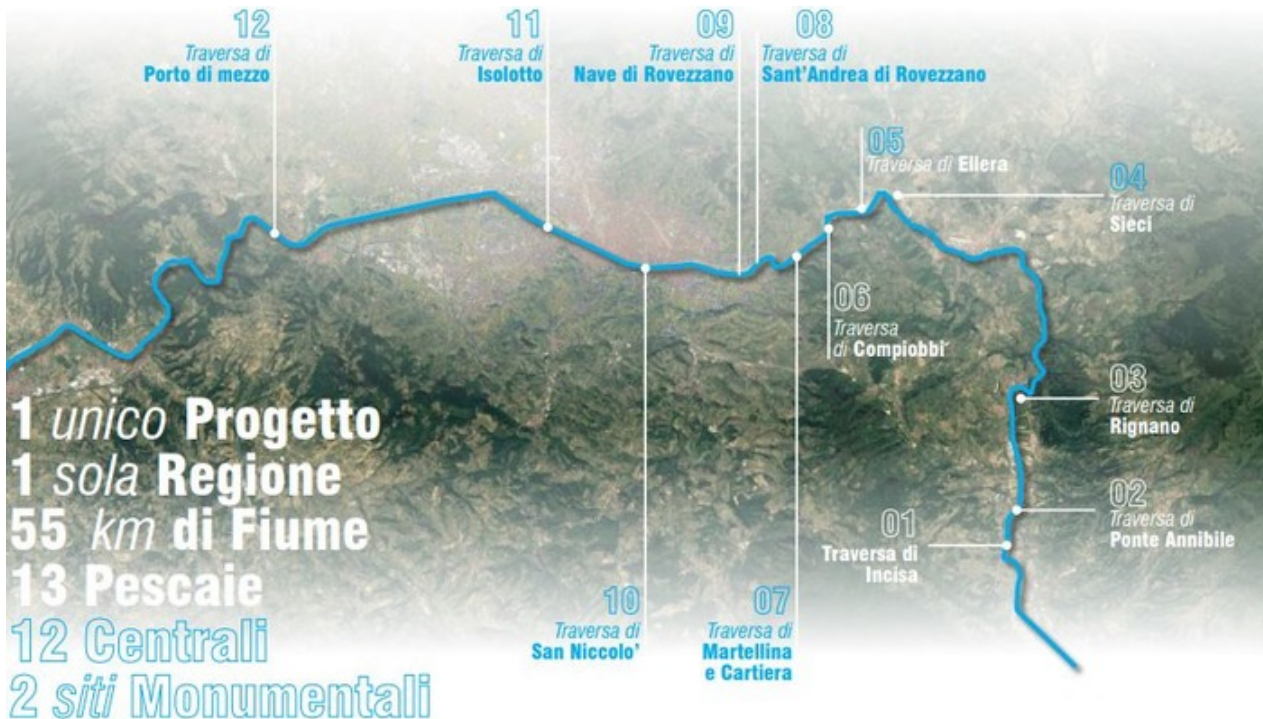 12
Traversa di
Porto di mezzo
11
Traversa di
Isolotto
09
Traversa di
Nave di Rovezzano
08
Traversa di
Sant'Andrea di Rovezzano
05
Traversa di Ellera
04
Traversa di
Sieci
06
Traversa
di Compiobbi
03
Traversa di
Rignano
02
Traversa di
Ponte Annibile
01
Traversa di
Incisa
10
Traversa di
San Niccolo'
07
Traversa di
Martellina
e Cartiera
1 unico Progetto
1 sola Regione
55 km di Fiume
13 Pescaie
12 Centrali
2 siti Monumentali